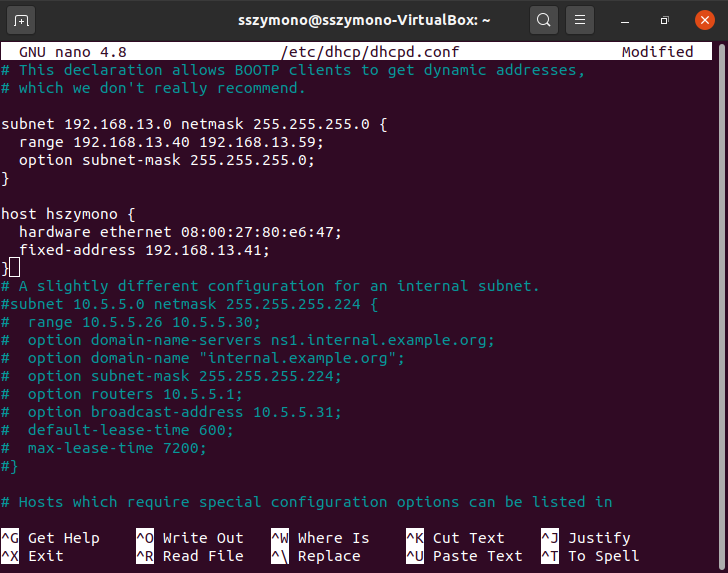 sszymono@sszymono-VirtualBox: ~
GNU nano 4.8 /etc/dhcp/dhcpd.conf Modified
# This declaration allows BOOTP clients to get dynamic addresses,
# which we don't really recommend.
subnet 192.168.13.0 netmask 255.255.255.0 {
  range 192.168.13.40 192.168.13.59;
  option subnet-mask 255.255.255.0;
}
host hszymono {
  hardware ethernet 08:00:27:80:e6:47;
  fixed-address 192.168.13.41;
}
# A slightly different configuration for an internal subnet.
#subnet 10.5.5.0 netmask 255.255.255.224 {
#  range 10.5.5.26 10.5.5.30;
#  option domain-name-servers ns1.internal.example.org;
#  option domain-name "internal.example.org";
#  option subnet-mask 255.255.255.224;
#  option routers 10.5.5.1;
#  option broadcast-address 10.5.5.31;
#  default-lease-time 600;
#  max-lease-time 7200;
#}
# Hosts which require special configuration options can be listed in
^G Get Help ^O Write Out ^W Where Is ^K Cut Text ^J Justify
^X Exit ^R Read File ^\ Replace ^U Paste Text ^T To Spell